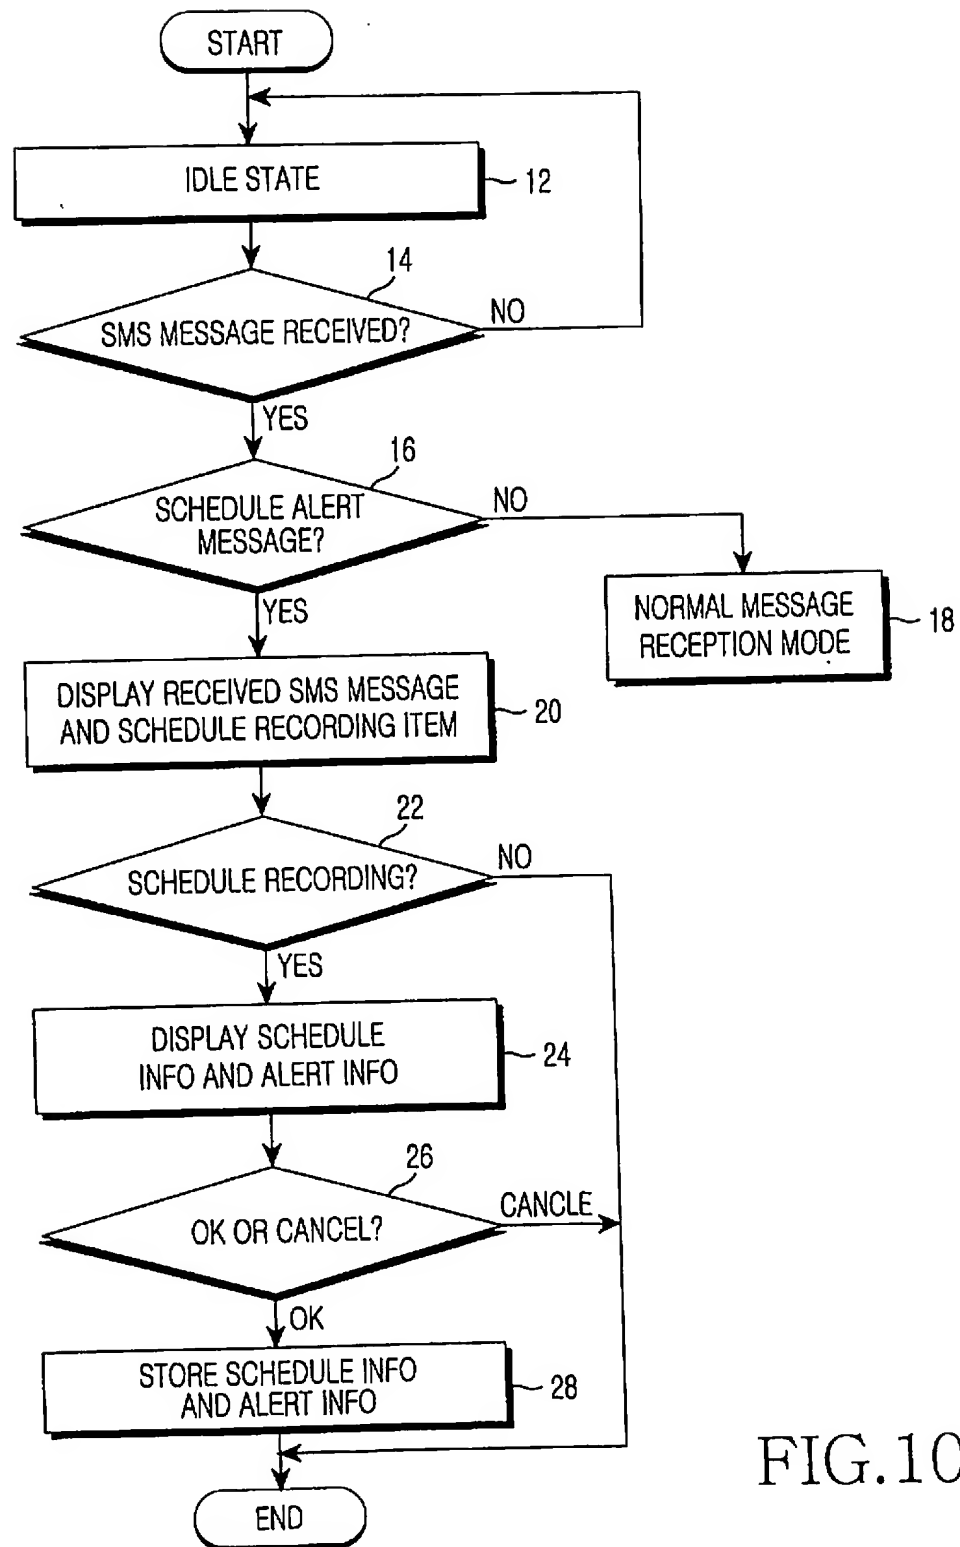 START
IDLE STATE
12
14
SMS MESSAGE RECEIVED?
NO
YES
16
SCHEDULE ALERT
MESSAGE?
NO
YES
NORMAL MESSAGE
RECEPTION MODE
18
DISPLAY RECEIVED SMS MESSAGE
AND SCHEDULE RECORDING ITEM
20
22
SCHEDULE RECORDING?
NO
YES
DISPLAY SCHEDULE
INFO AND ALERT INFO
24
26
OK OR CANCEL?
CANCLE
OK
STORE SCHEDULE INFO
AND ALERT INFO
28
END
FIG.10